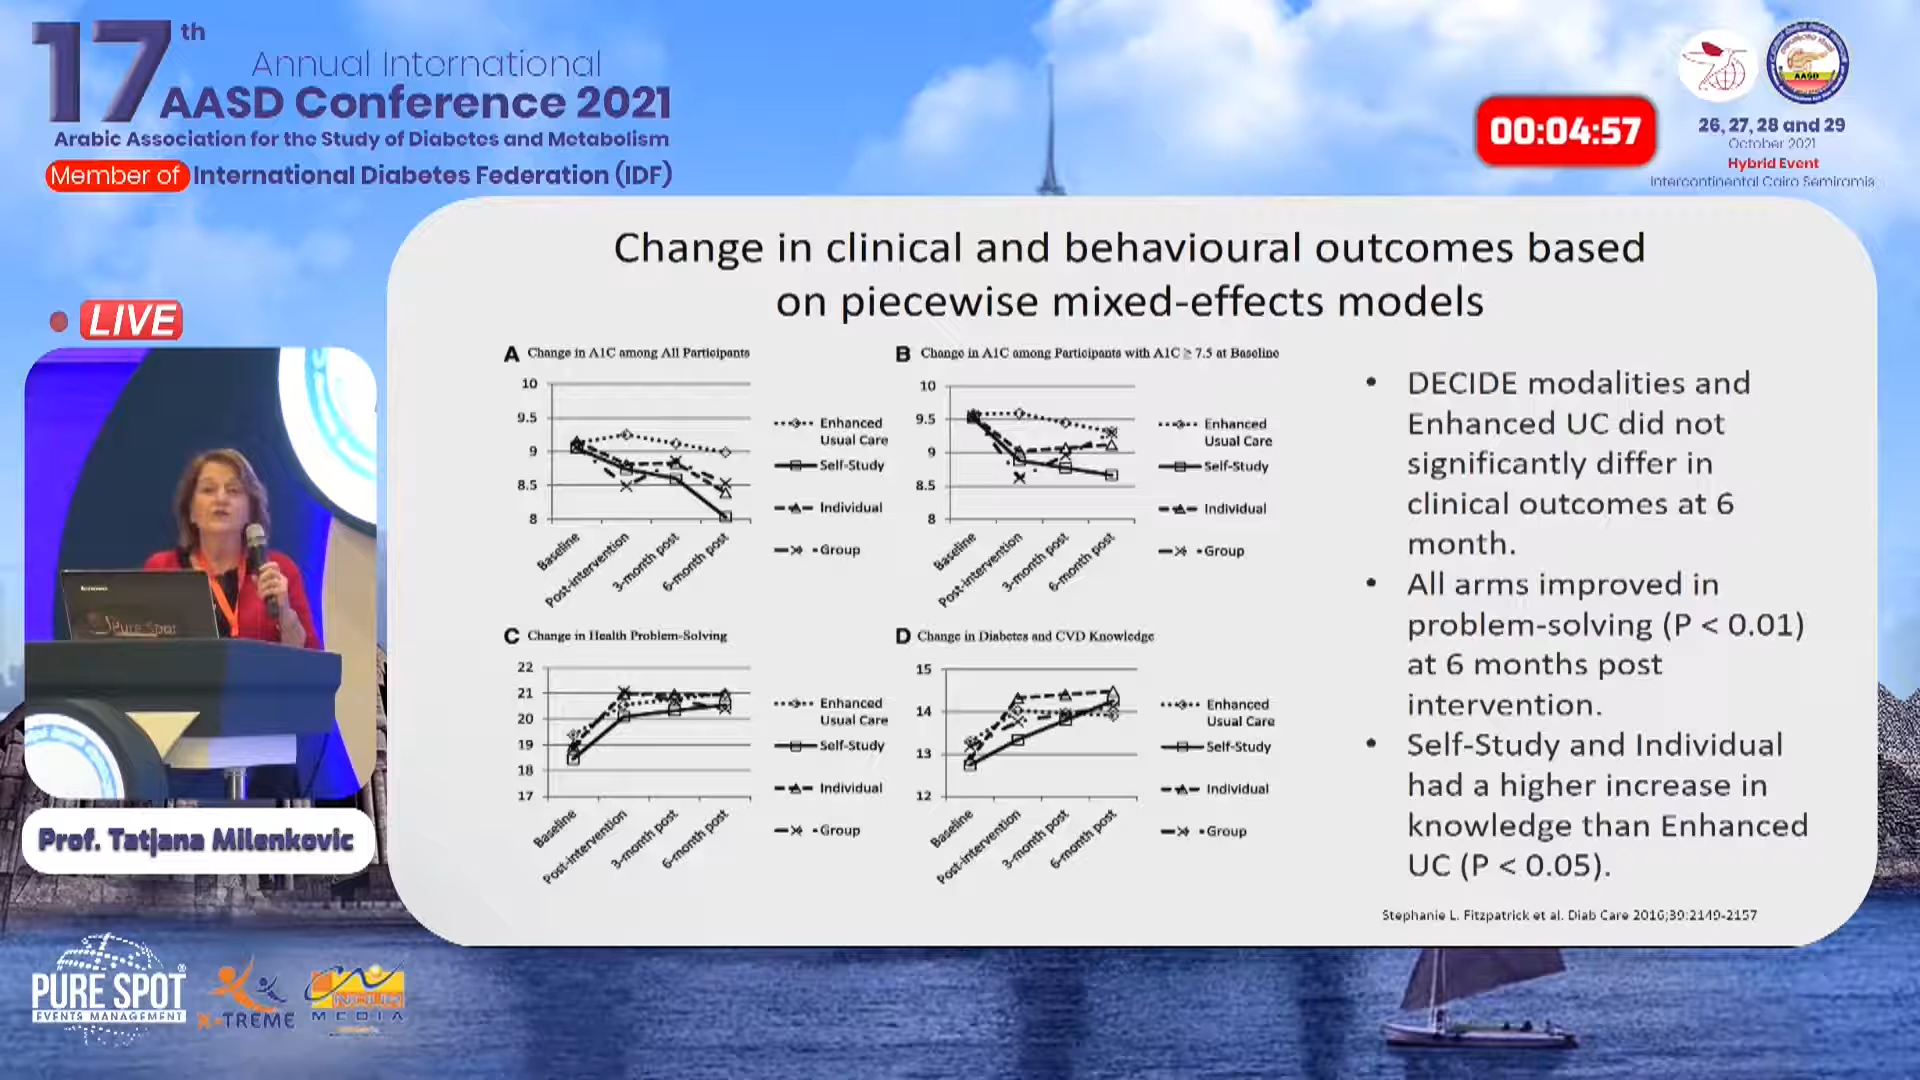 17th
Annual International
AASD Conference 2021
Arabic Association for the Study of Diabetes and Metabolism
Member of International Diabetes Federation (IDF)
00:04:57
AASD
26, 27, 28 and 29
October 2021
Hybrid Event
Intercontinental Cairo Semiramis
LIVE
Change in clinical and behavioural outcomes based
on piecewise mixed-effects models
A Change in A1C among All Participants
10
9.5
9
8.5
8
Baseline
Post-intervention
3-month post
6-month post
Enhanced
Usual Care
Self-Study
Individual
Group
B Change in A1C among Participants with A1C ≥ 7.5 at Baseline
10
9.5
9
8.5
8
Baseline
Post-intervention
3-month post
6-month post
Enhanced
Usual Care
Self-Study
Individual
Group
C Change in Health Problem-Solving
22
21
20
19
18
17
Baseline
Post-intervention
3-month post
6-month post
Enhanced
Usual Care
Self-Study
Individual
Group
D Change in Diabetes and CVD Knowledge
15
14
13
12
Baseline
Post-intervention
3-month post
6-month post
Enhanced
Usual Care
Self-Study
Individual
Group
• DECIDE modalities and
Enhanced UC did not
significantly differ in
clinical outcomes at 6
month.
• All arms improved in
problem-solving (P < 0.01)
at 6 months post
intervention.
• Self-Study and Individual
had a higher increase in
knowledge than Enhanced
UC (P < 0.05).
Stephanie L. Fitzpatrick et al. Diab Care 2016;39:2149-2157
lenovo
Pure Spot
Prof. Tatjana Milenkovic
PURE SPOT®
EVENTS MANAGEMENT
X-TREME
MEDIA